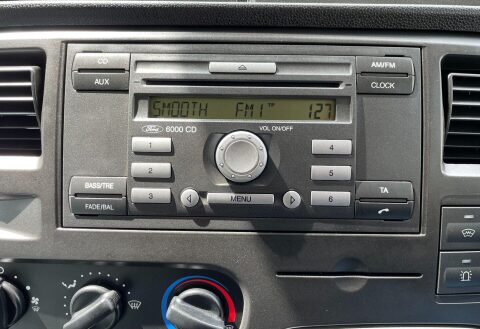 CD
AUX
AM/FM
CLOCK
SMOOTH FM1 TP 127
Ford 6000 CD VOL ON/OFF
1
2
3
4
5
6
BASS/TRE
FADE/BAL
MENU
TA